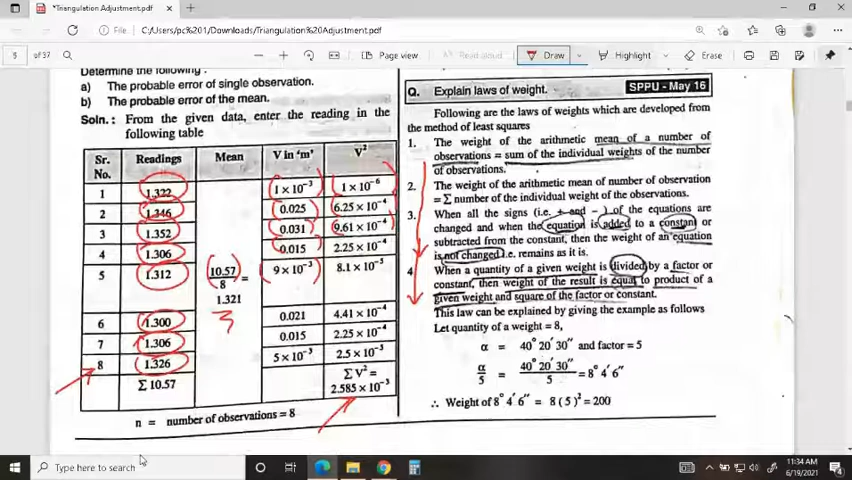 *Triangulation Adjustment.pdf
File
C:/Users/pc%201/Downloads/Triangulation%20Adjustment.pdf
5 of 37
Page view
Read aloud
Draw
Highlight
Erase
Determine the following :
a) The probable error of single observation.
b) The probable error of the mean.
Soln. : From the given data, enter the reading in the
following table
Sr. No. Readings Mean V in 'm' V²
1 1.322 1 × 10⁻³ 1 × 10⁻⁶
2 1.346 0.025 6.25 × 10⁻⁴
3 1.352 0.031 9.61 × 10⁻⁴
4 1.306 0.015 2.25 × 10⁻⁴
5 1.312 10.57/8 = 1.321 9 × 10⁻³ 8.1 × 10⁻⁵
6 1.300 0.021 4.41 × 10⁻⁴
7 1.306 0.015 2.25 × 10⁻⁴
8 1.326 5 × 10⁻³ 2.5 × 10⁻⁵
Σ 10.57 Σ V² =
2.585 × 10⁻³
n = number of observations = 8
Q. Explain laws of weight. SPPU - May 16
Following are the laws of weights which are developed from
the method of least squares
1. The weight of the arithmetic mean of a number of
observations = sum of the individual weights of the number
of observations.
2. The weight of the arithmetic mean of number of observation
= Σ number of the individual weight of the observations.
3. When all the signs (i.e. + and – ) of the equations are
changed and when the equation is added to a constant or
subtracted from the constant, then the weight of an equation
is not changed i.e. remains as it is.
4. When a quantity of a given weight is divided by a factor or
constant, then weight of the result is equal to product of a
given weight and square of the factor or constant.
This law can be explained by giving the example as follows
Let quantity of a weight = 8,
α = 40° 20′ 30″ and factor = 5
α/5 = 40° 20′ 30″/5 = 8° 4′ 6″
∴ Weight of 8° 4′ 6″ = 8 (5)² = 200
Type here to search
11:34 AM
6/19/2021